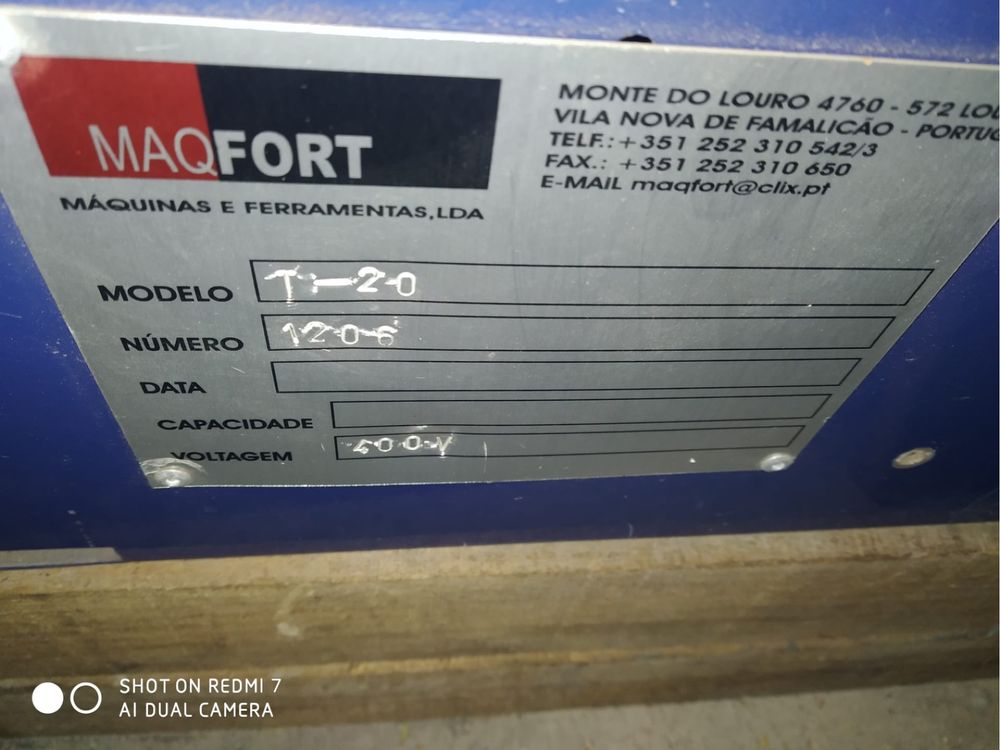 MAQFORT
MÁQUINAS E FERRAMENTAS,LDA
MONTE DO LOURO 4760 - 572
VILA NOVA DE FAMALICÃO -
TELF.: +351 252 310 542/3
FAX.: +351 252 310 650
E-MAIL maqfort@clix.pt
MODELO
NÚMERO 1206
DATA
CAPACIDADE
VOLTAGEM 400V
SHOT ON REDMI 7
AI DUAL CAMERA